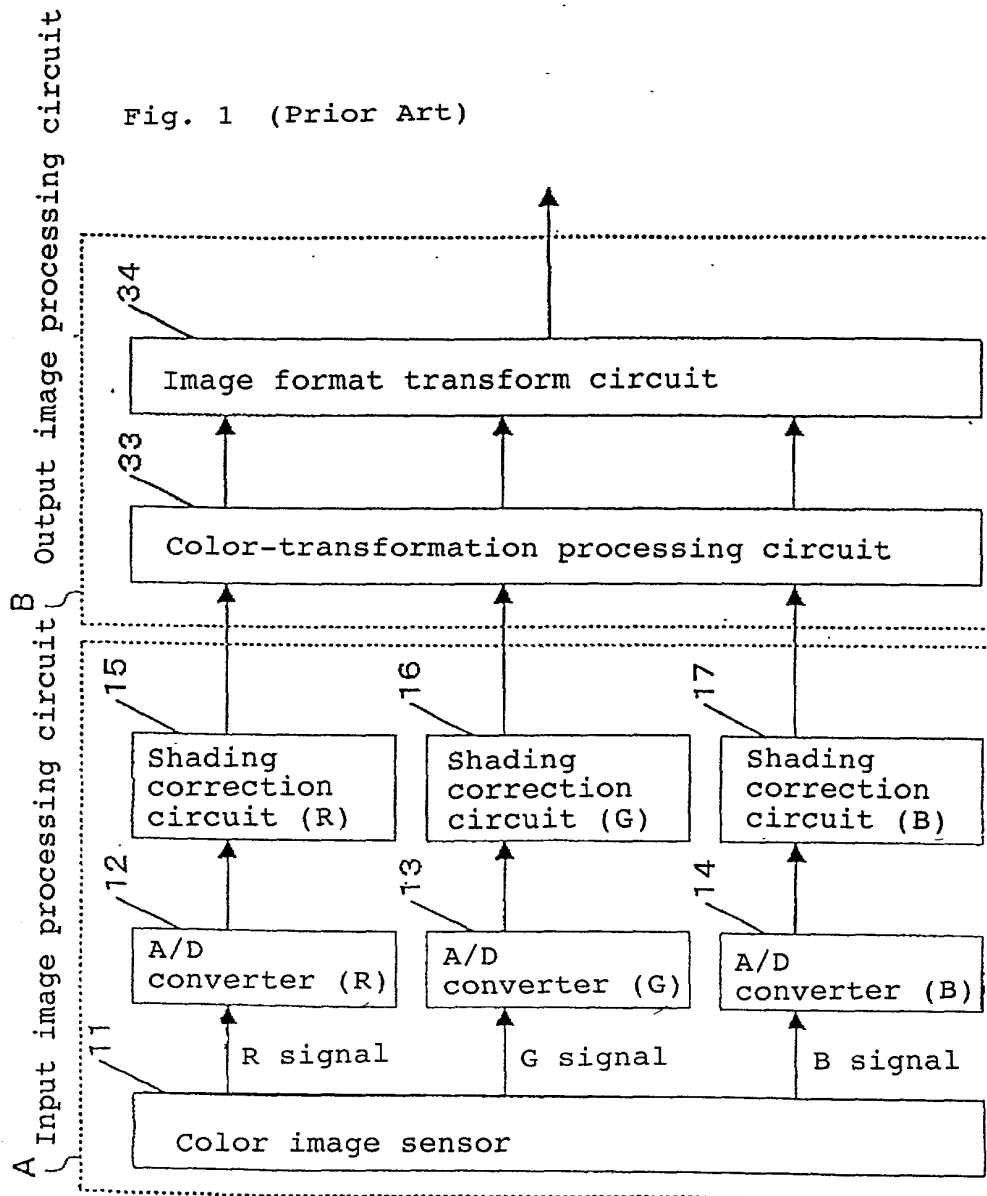 Fig. 1 (Prior Art)
A Input image processing circuit
B Output image processing circuit
34
Image format transform circuit
33
Color-transformation processing circuit
15
Shading
correction
circuit (R)
16
Shading
correction
circuit (G)
17
Shading
correction
circuit (B)
12
A/D
converter (R)
13
A/D
converter (G)
14
A/D
converter (B)
R signal
G signal
B signal
11
Color image sensor